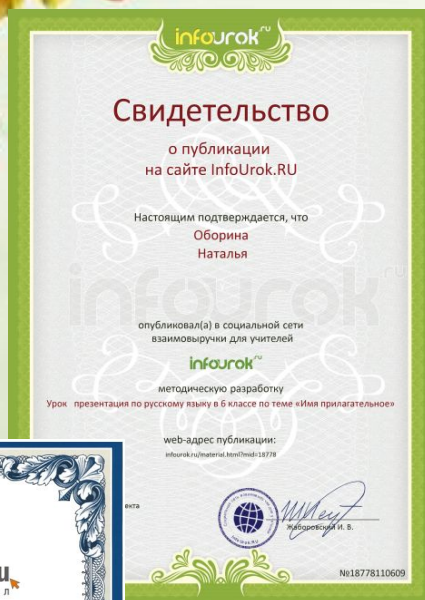 infourok.ru
Свидетельство
о публикации
на сайте InfoUrok.RU
Настоящим подтверждается, что
Оборина
Наталья
опубликовал(а) в социальной сети
взаимовыручки для учителей
infourok.ru
методическую разработку
Урок презентация по русскому языку в 6 классе по теме «Имя прилагательное»
web-адрес публикации:
infourok.ru/material.html?mid=18778
Жаборовский И. В.
№18778110609